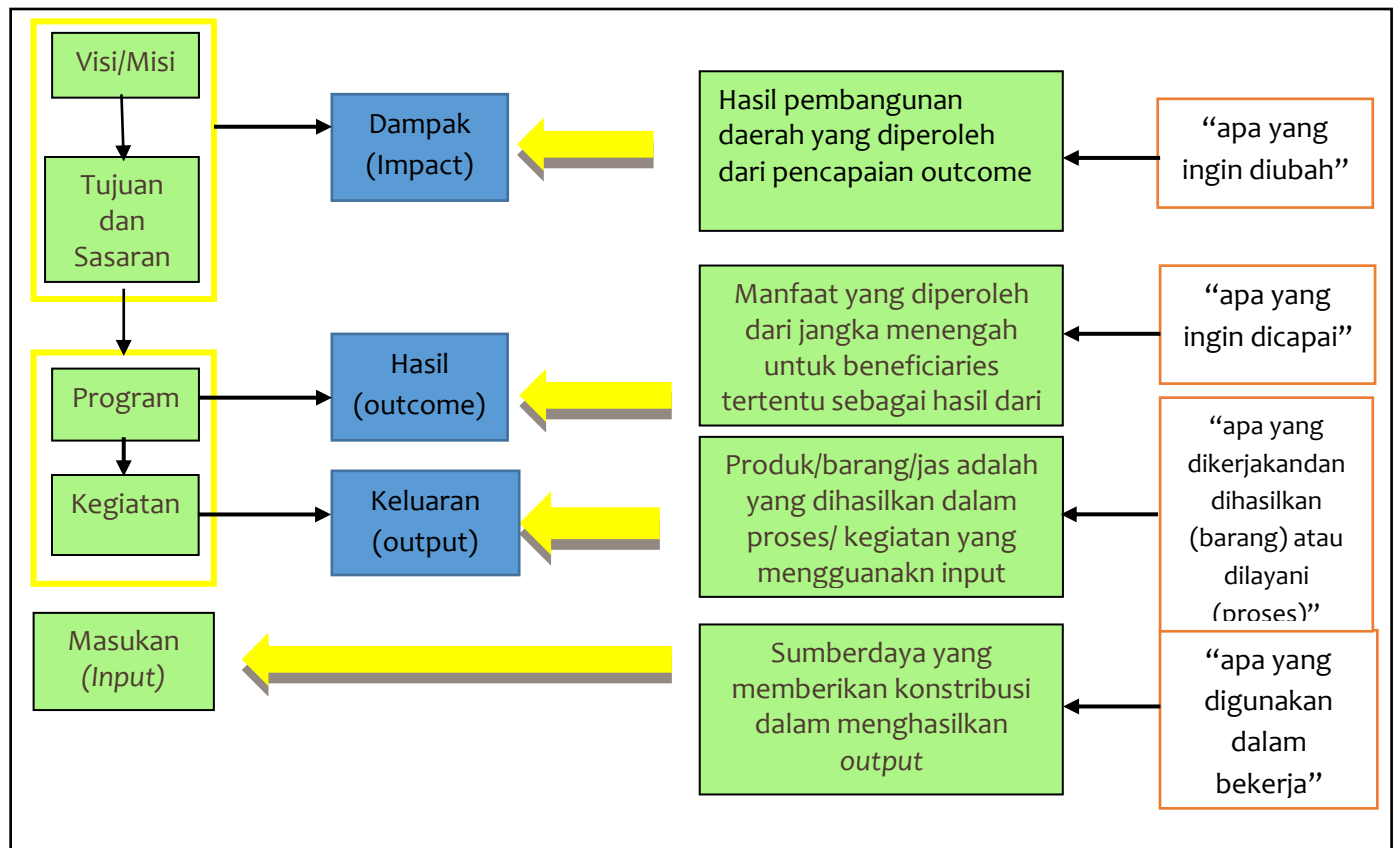 Visi/Misi
Tujuan
dan
Sasaran
Dampak
(Impact)
Hasil pembangunan
daerah yang diperoleh
dari pencapaian outcome
“apa yang
ingin diubah”
Program
Hasil
(outcome)
Manfaat yang diperoleh
dari jangka menengah
untuk beneficiaries
tertentu sebagai hasil dari
“apa yang
ingin dicapai”
Kegiatan
Keluaran
(output)
Produk/barang/jas adalah
yang dihasilkan dalam
proses/ kegiatan yang
mengguanakn input
“apa yang
dikerjakandan
dihasilkan
(barang) atau
dilayani
(proses)”
Masukan
(Input)
Sumberdaya yang
memberikan konstribusi
dalam menghasilkan
output
“apa yang
digunakan
dalam
bekerja”